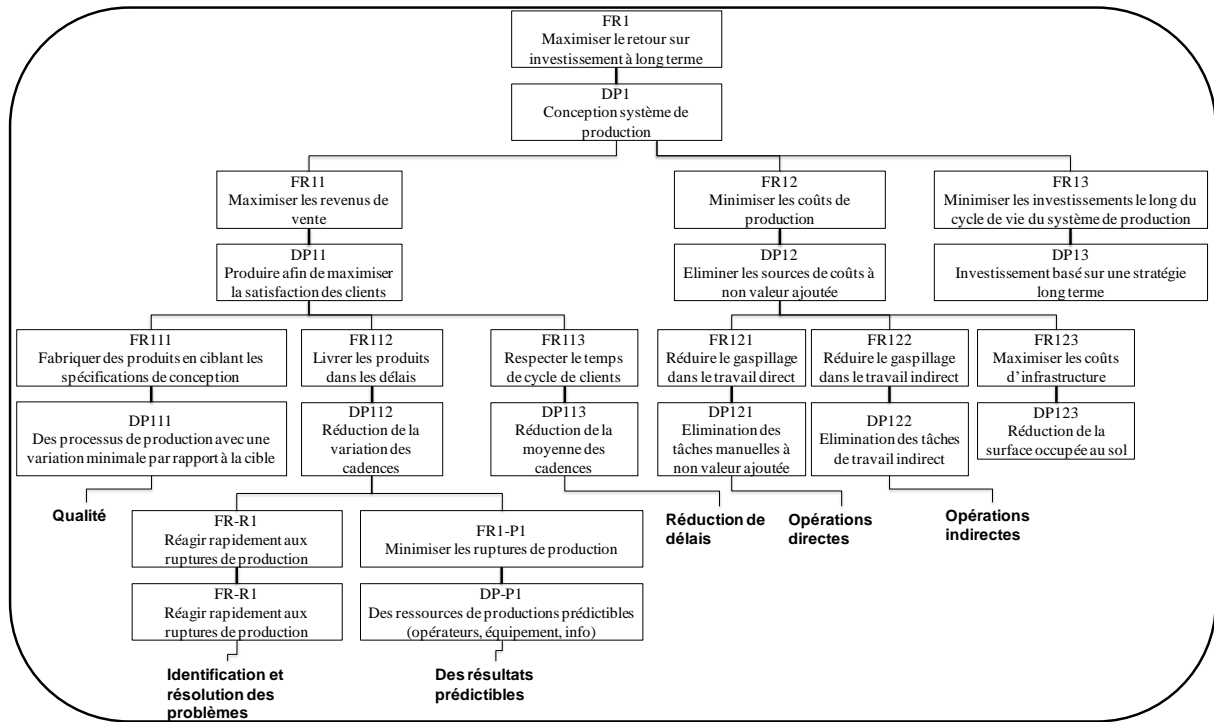 FR1
Maximiser le retour sur
investissement à long terme
DP1
Conception système de
production
FR11
Maximiser les revenus de
vente
FR12
Minimiser les coûts de
production
FR13
Minimiser les investissements le long du
cycle de vie du système de production
DP11
Produire afin de maximiser
la satisfaction des clients
DP12
Eliminer les sources de coûts à
non valeur ajoutée
DP13
Investissement basé sur une stratégie
long terme
FR111
Fabriquer des produits en ciblant les
spécifications de conception
FR112
Livrer les produits
dans les délais
FR113
Respecter le temps
de cycle de clients
FR121
Réduire le gaspillage
dans le travail direct
FR122
Réduire le gaspillage
dans le travail indirect
FR123
Maximiser les coûts
d’infrastructure
DP111
Des processus de production avec une
variation minimale par rapport à la cible
DP112
Réduction de la
variation des
cadences
DP113
Réduction de la
moyenne des
cadences
DP121
Elimination des
tâches manuelles à
non valeur ajoutée
DP122
Elimination des tâches
de travail indirect
DP123
Réduction de la
surface occupée au sol
Qualité
Réduction de
délais
Opérations
directes
Opérations
indirectes
FR-R1
Réagir rapidement aux
ruptures de production
FR1-P1
Minimiser les ruptures de production
FR-R1
Réagir rapidement aux
ruptures de production
DP-P1
Des ressources de productions prédictibles
(opérateurs, équipement, info)
Identification et
résolution des
problèmes
Des résultats
prédictibles